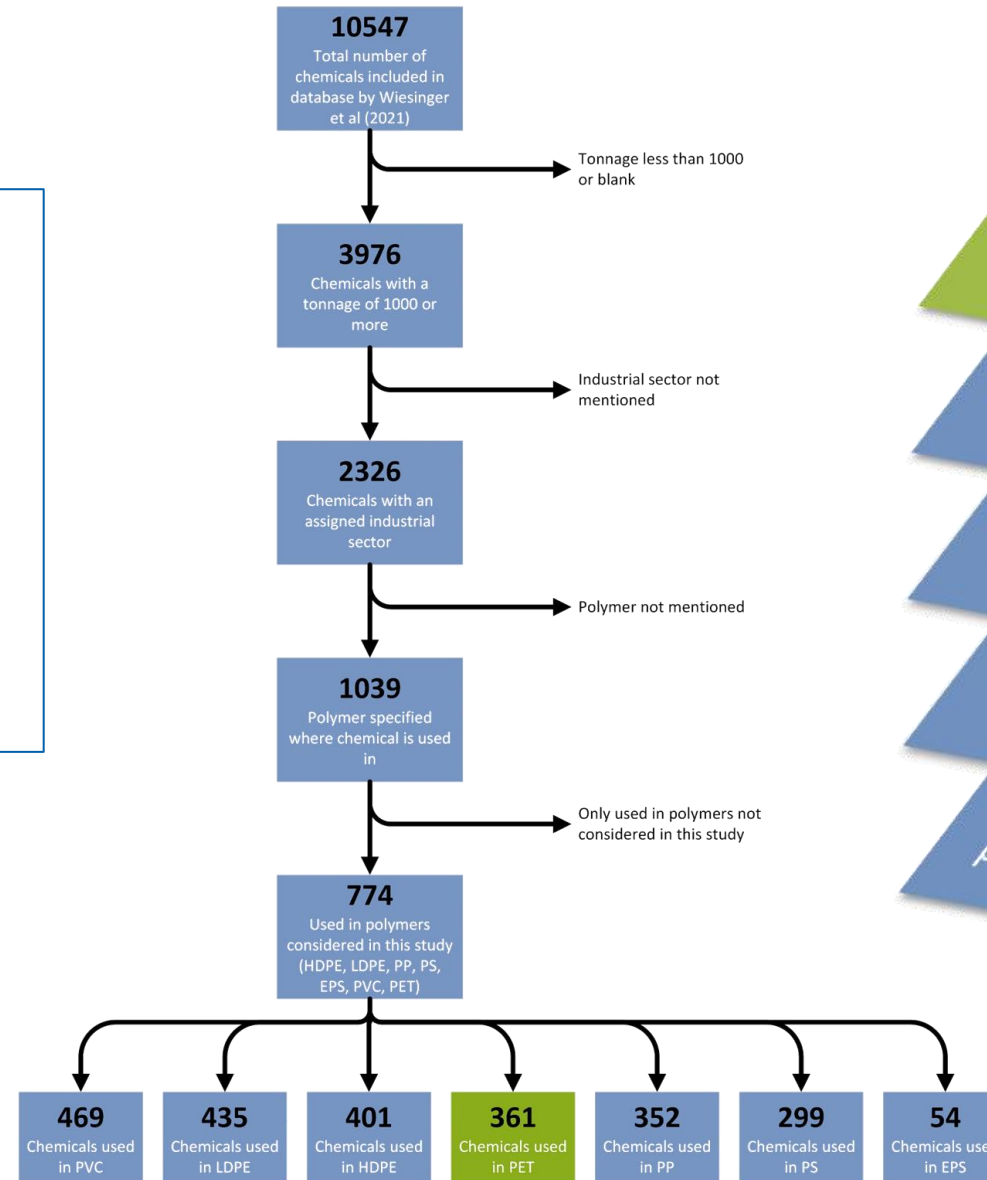 10547
Total number of
chemicals included in
database by Wiesinger
et al (2021)
Tonnage less than 1000
or blank
3976
Chemicals with a
tonnage of 1000 or
more
Industrial sector not
mentioned
2326
Chemicals with an
assigned industrial
sector
Polymer not mentioned
1039
Polymer specified
where chemical is used
in
Only used in polymers not
considered in this study
774
Used in polymers
considered in this study
(HDPE, LDPE, PP, PS,
EPS, PVC, PET)
469
Chemicals used
in PVC
435
Chemicals used
in LDPE
401
Chemicals used
in HDPE
361
Chemicals used
in PET
352
Chemicals used
in PP
299
Chemicals used
in PS
54
Chemicals use
in EPS